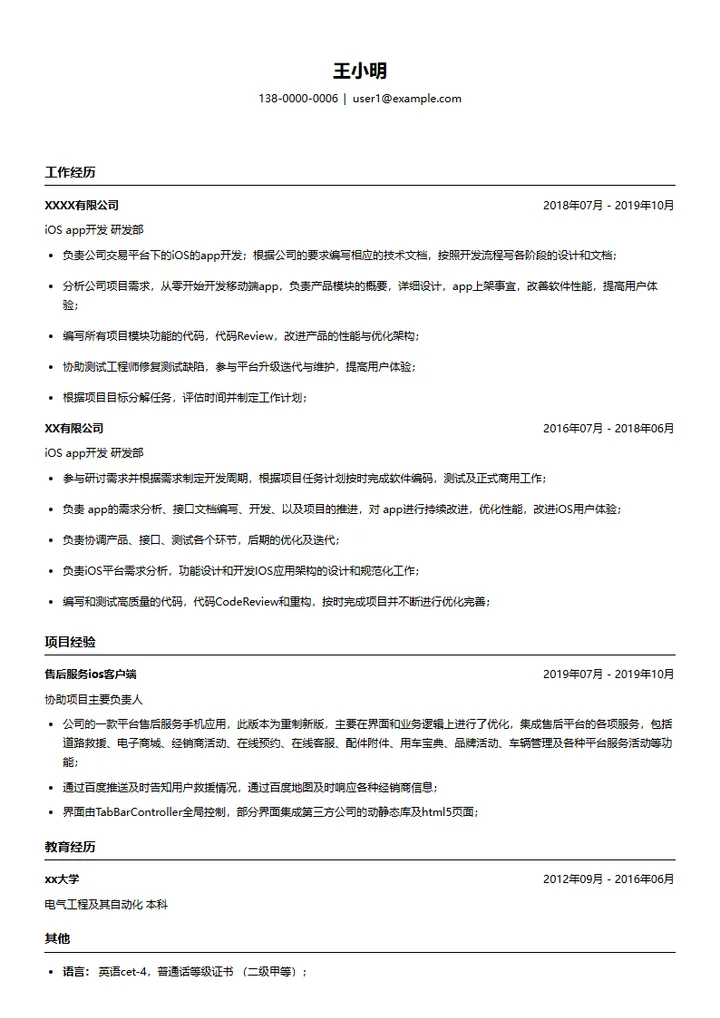 王小明
138-0000-0006 | user1@example.com
工作经历
XXXX有限公司 2018年07月 - 2019年10月
iOS app开发 研发部
• 负责公司交易平台下的iOS的app开发；根据公司的要求编写相应的技术文档，按照开发流程写各阶段的设计和文档；
• 分析公司项目需求，从零开始开发移动端app，负责产品模块的概要，详细设计，app上架事宜，改善软件性能，提高用户体
验；
• 编写所有项目模块功能的代码，代码Review，改进产品的性能与优化架构；
• 协助测试工程师修复测试缺陷，参与平台升级迭代与维护，提高用户体验；
• 根据项目目标分解任务，评估时间并制定工作计划；
XX有限公司 2016年07月 - 2018年06月
iOS app开发 研发部
• 参与研讨需求并根据需求制定开发周期，根据项目任务计划按时完成软件编码，测试及正式商用工作；
• 负责 app的需求分析、接口文档编写、开发、以及项目的推进，对 app进行持续改进，优化性能，改进iOS用户体验；
• 负责协调产品、接口、测试各个环节，后期的优化及迭代；
• 负责iOS平台需求分析，功能设计和开发IOS应用架构的设计和规范化工作；
• 编写和测试高质量的代码，代码CodeReview和重构，按时完成项目并不断进行优化完善；
项目经验
售后服务ios客户端 2019年07月 - 2019年10月
协助项目主要负责人
• 公司的一款平台售后服务手机应用，此版本为重制新版，主要在界面和业务逻辑上进行了优化，集成售后平台的各项服务，包括
道路救援、电子商城、经销商活动、在线预约、在线客服、配件附件、用车宝典、品牌活动、车辆管理及各种平台服务活动等功
能；
• 通过百度推送及时告知用户救援情况，通过百度地图及时响应各种经销商信息；
• 界面由TabBarController全局控制，部分界面集成第三方公司的动静态库及html5页面；
教育经历
xx大学 2012年09月 - 2016年06月
电气工程及其自动化 本科
其他
• 语言： 英语cet-4，普通话等级证书 （二级甲等）；